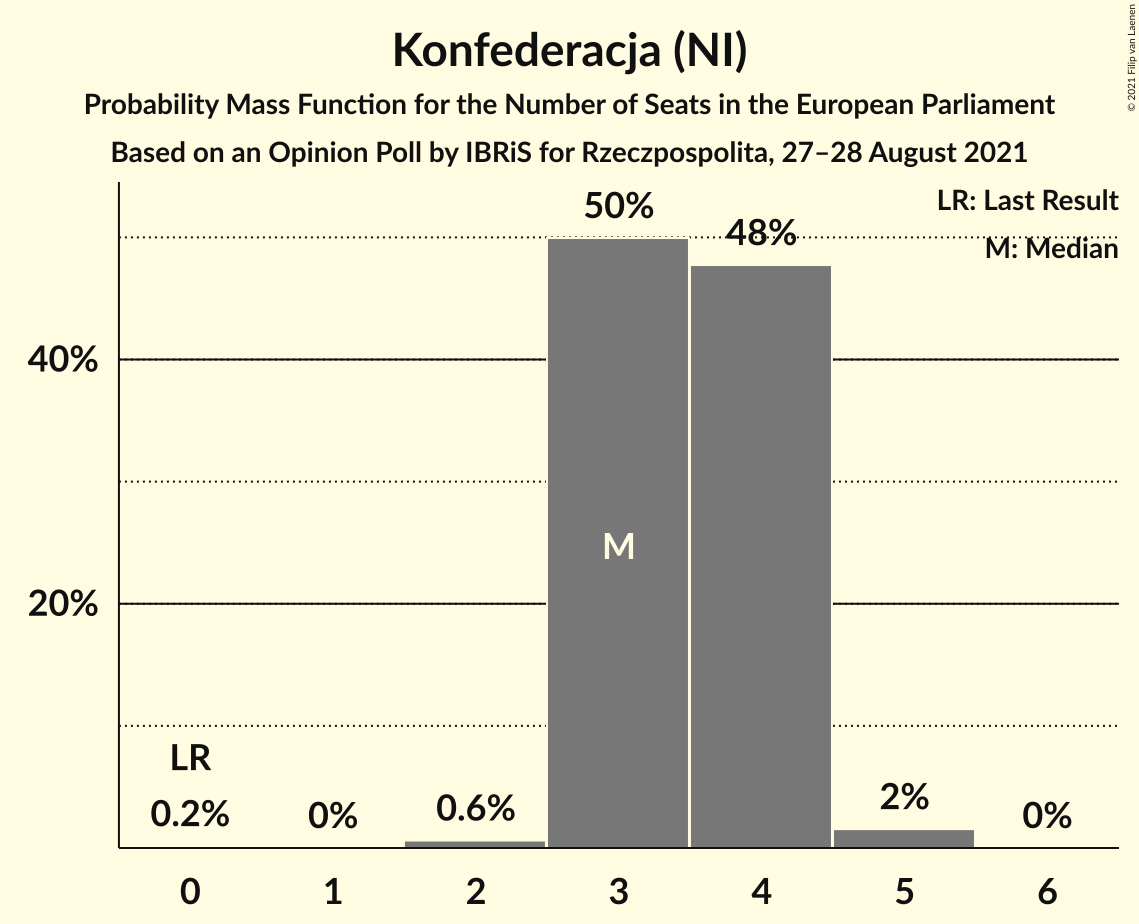 Konfederacja (NI)
Probability Mass Function for the Number of Seats in the European Parliament
Based on an Opinion Poll by IBRiS for Rzeczpospolita, 27–28 August 2021
© 2021 Filip van Laenen
LR: Last Result
M: Median
50%
48%
40%
20%
M
LR
0.2%
0%
0.6%
2%
0%
0
1
2
3
4
5
6